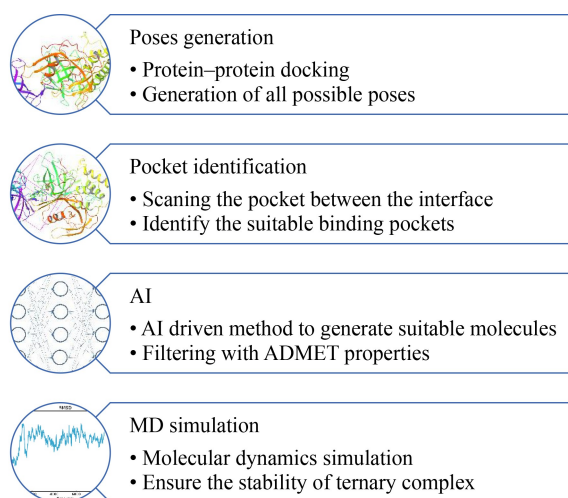 Poses generation
• Protein–protein docking
• Generation of all possible poses
Pocket identification
• Scaning the pocket between the interface
• Identify the suitable binding pockets
AI
• AI driven method to generate suitable molecules
• Filtering with ADMET properties
MD simulation
• Molecular dynamics simulation
• Ensure the stability of ternary complex